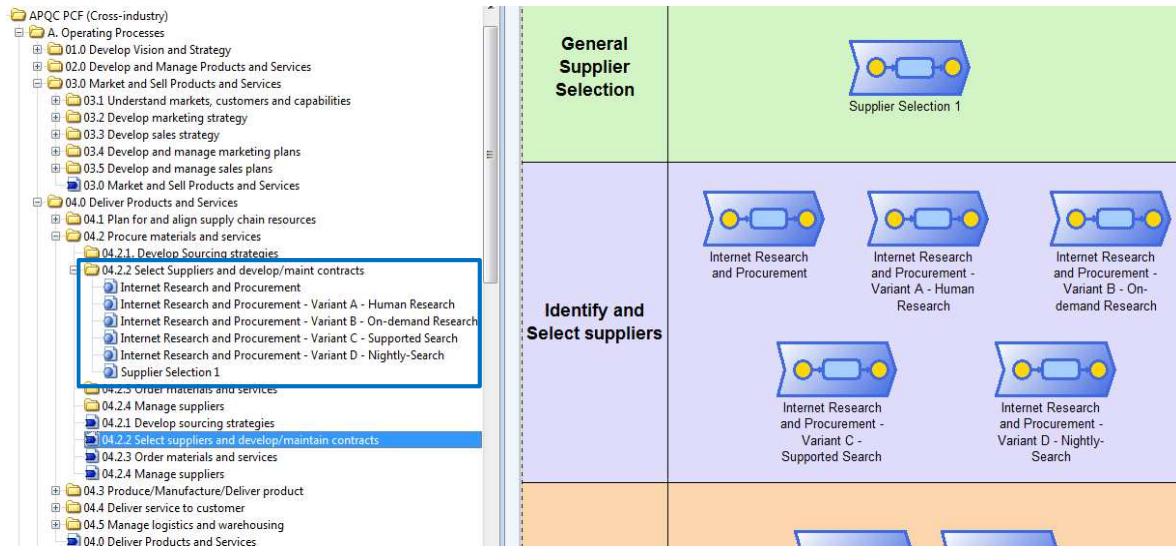 APQC PCF (Cross-industry)
A. Operating Processes
01.0 Develop Vision and Strategy
02.0 Develop and Manage Products and Services
03.0 Market and Sell Products and Services
03.1 Understand markets, customers and capabilities
03.2 Develop marketing strategy
03.3 Develop sales strategy
03.4 Develop and manage marketing plans
03.5 Develop and manage sales plans
03.0 Market and Sell Products and Services
04.0 Deliver Products and Services
04.1 Plan for and align supply chain resources
04.2 Procure materials and services
04.2.1. Develop Sourcing strategies
04.2.2 Select Suppliers and develop/maint contracts
Internet Research and Procurement
Internet Research and Procurement - Variant A - Human Research
Internet Research and Procurement - Variant B - On-demand Research
Internet Research and Procurement - Variant C - Supported Search
Internet Research and Procurement - Variant D - Nightly-Search
Supplier Selection 1
04.2.3 Order materials and services
04.2.4 Manage suppliers
04.2.1 Develop sourcing strategies
04.2.2 Select suppliers and develop/maintain contracts
04.2.3 Order materials and services
04.2.4 Manage suppliers
04.3 Produce/Manufacture/Deliver product
04.4 Deliver service to customer
04.5 Manage logistics and warehousing
04.0 Deliver Products and Services
General
Supplier
Selection
Supplier Selection 1
Identify and
Select suppliers
Internet Research
and Procurement
Internet Research
and Procurement -
Variant A - Human
Research
Internet Research
and Procurement -
Variant B - On-
demand Research
Internet Research
and Procurement -
Variant C -
Supported Search
Internet Research
and Procurement -
Variant D - Nightly-
Search